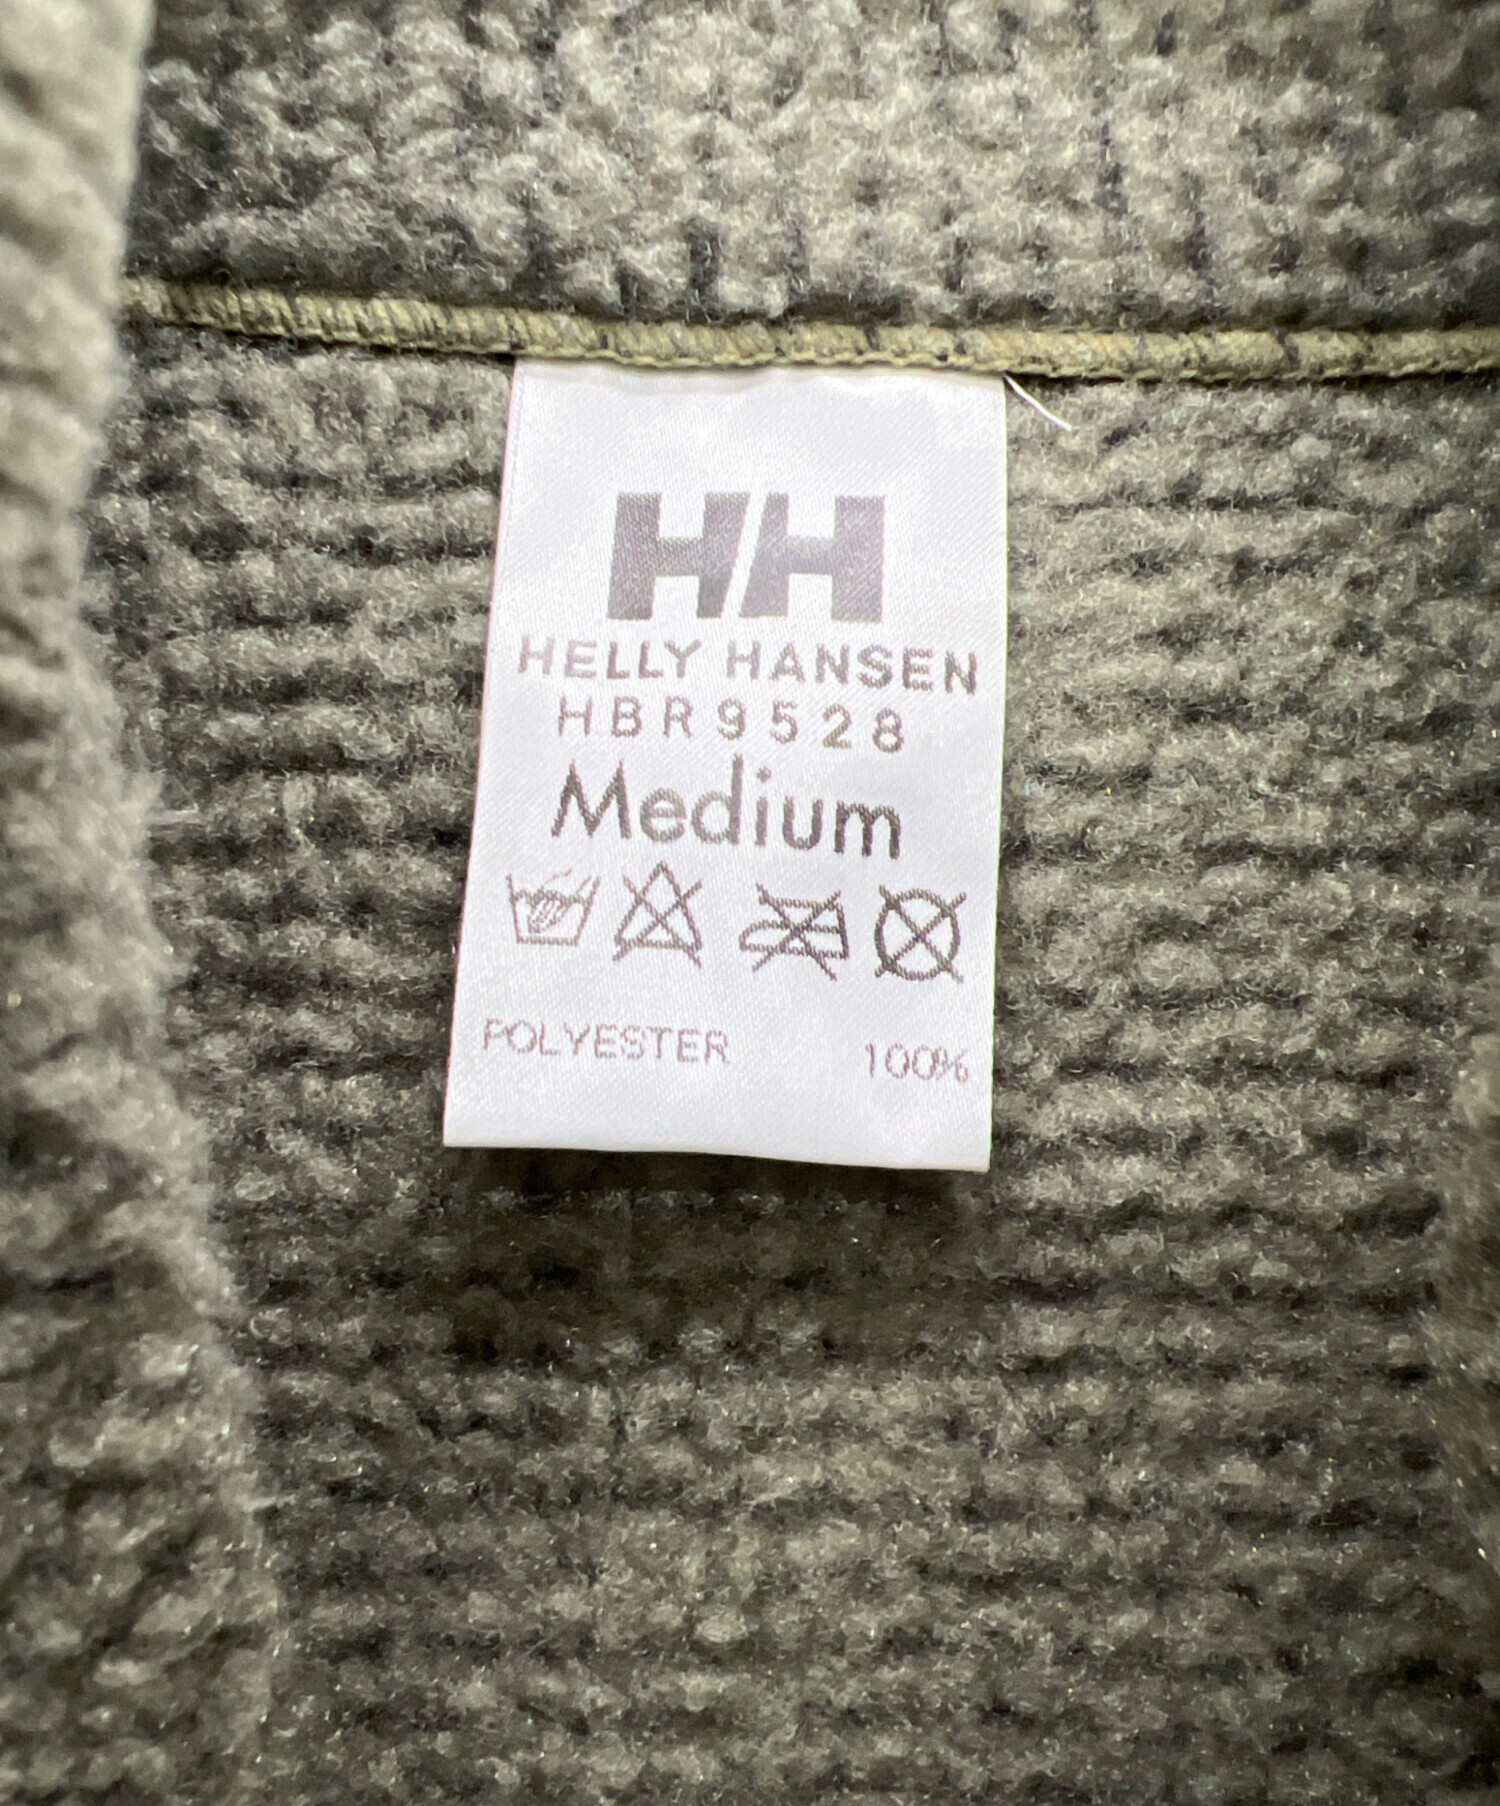 HH
HELLY HANSEN
HBR9528
Medium
POLYESTER 100%